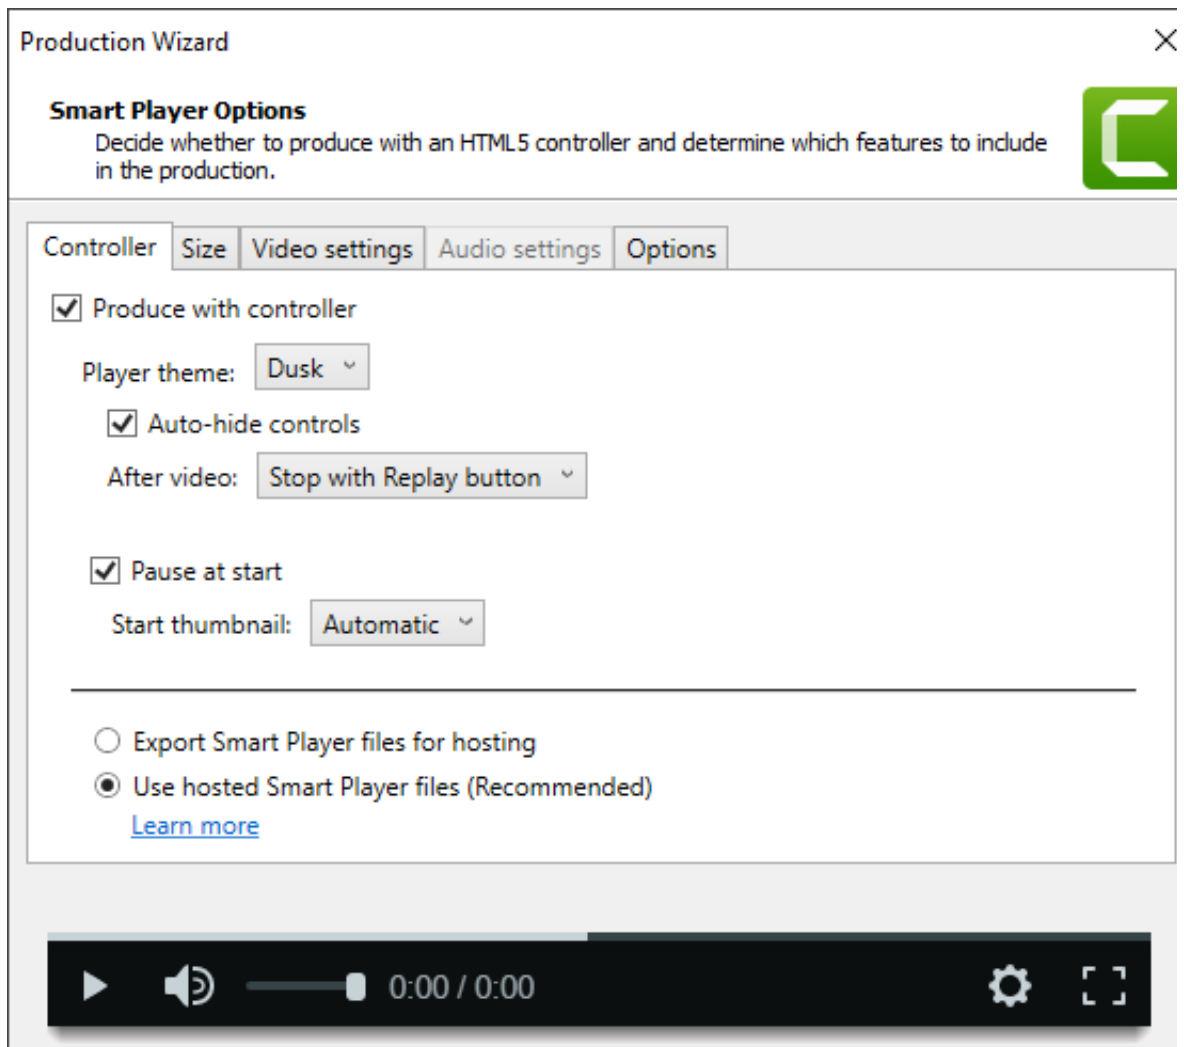 Production Wizard
Smart Player Options
Decide whether to produce with an HTML5 controller and determine which features to include
in the production.
Controller Size Video settings Audio settings Options
Produce with controller
Player theme: Dusk
Auto-hide controls
After video: Stop with Replay button
Pause at start
Start thumbnail: Automatic
Export Smart Player files for hosting
Use hosted Smart Player files (Recommended)
Learn more
0:00 / 0:00